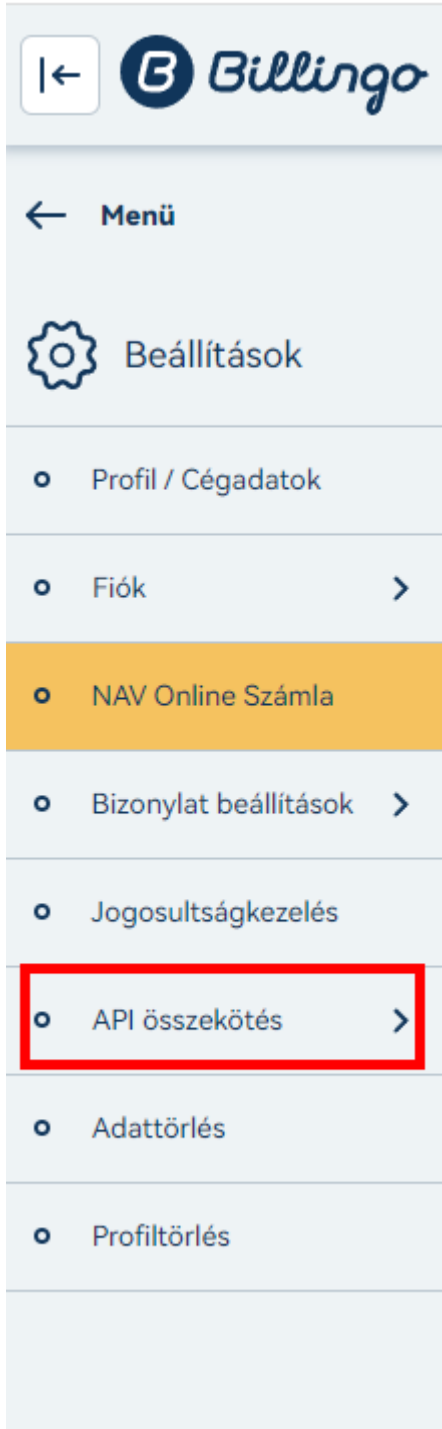 Billingo
Menü
Beállítások
Profil / Cégadatok
Fiók
NAV Online Számla
Bizonylat beállítások
Jogosultságkezelés
API összekötés
Adattörlés
Profiltörlés